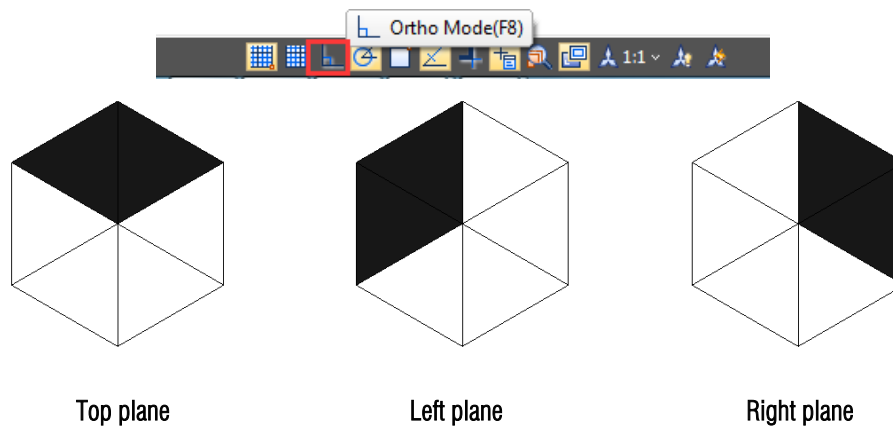 Ortho Mode(F8)
1:1
Top plane
Left plane
Right plane